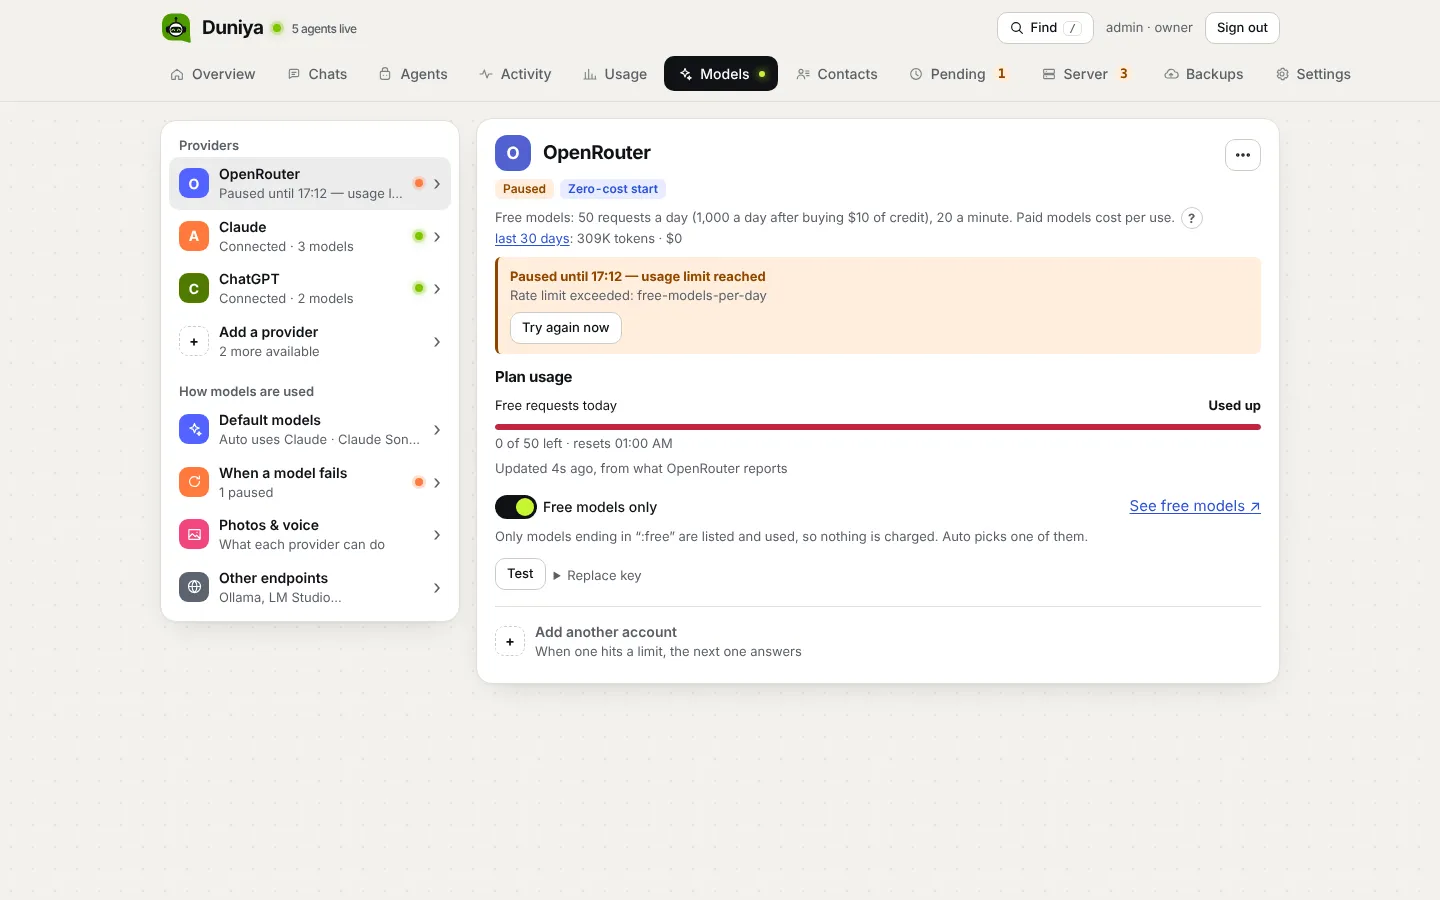 Duniya
5 agents live
Find /
admin · owner
Sign out
Overview
Chats
Agents
Activity
Usage
Models
Contacts
Pending 1
Server 3
Backups
Settings
Providers
O
OpenRouter
Paused until 17:12 — usage l...
A
Claude
Connected · 3 models
C
ChatGPT
Connected · 2 models
+
Add a provider
2 more available
How models are used
Default models
Auto uses Claude · Claude Son...
When a model fails
1 paused
Photos & voice
What each provider can do
Other endpoints
Ollama, LM Studio...
O
OpenRouter
Paused
Zero-cost start
Free models: 50 requests a day (1,000 a day after buying $10 of credit), 20 a minute. Paid models cost per use. ?
last 30 days: 309K tokens · $0
Paused until 17:12 — usage limit reached
Rate limit exceeded: free-models-per-day
Try again now
Plan usage
Free requests today
Used up
0 of 50 left · resets 01:00 AM
Updated 4s ago, from what OpenRouter reports
Free models only
See free models ↗
Only models ending in “:free” are listed and used, so nothing is charged. Auto picks one of them.
Test
▶ Replace key
+
Add another account
When one hits a limit, the next one answers